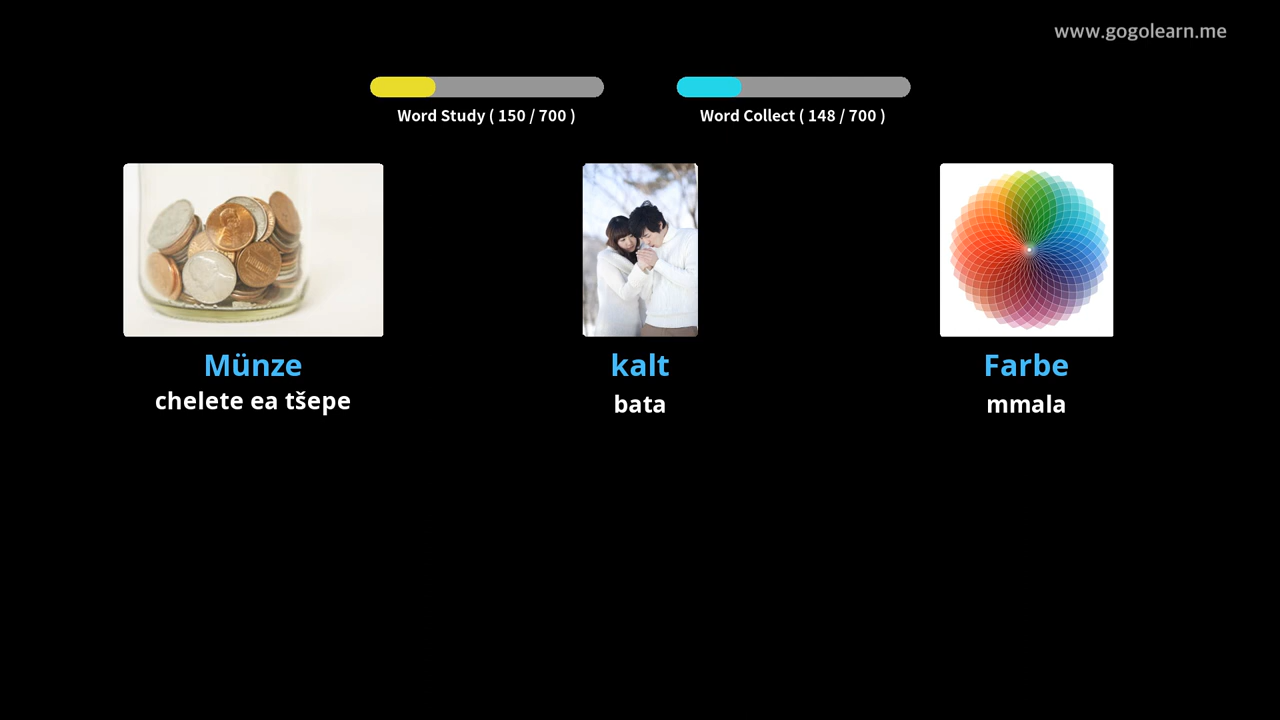 www.gogolearn.me
Word Study ( 150 / 700 )
Word Collect ( 148 / 700 )
Münze
kalt
Farbe
chelete ea tšepe
bata
mmala